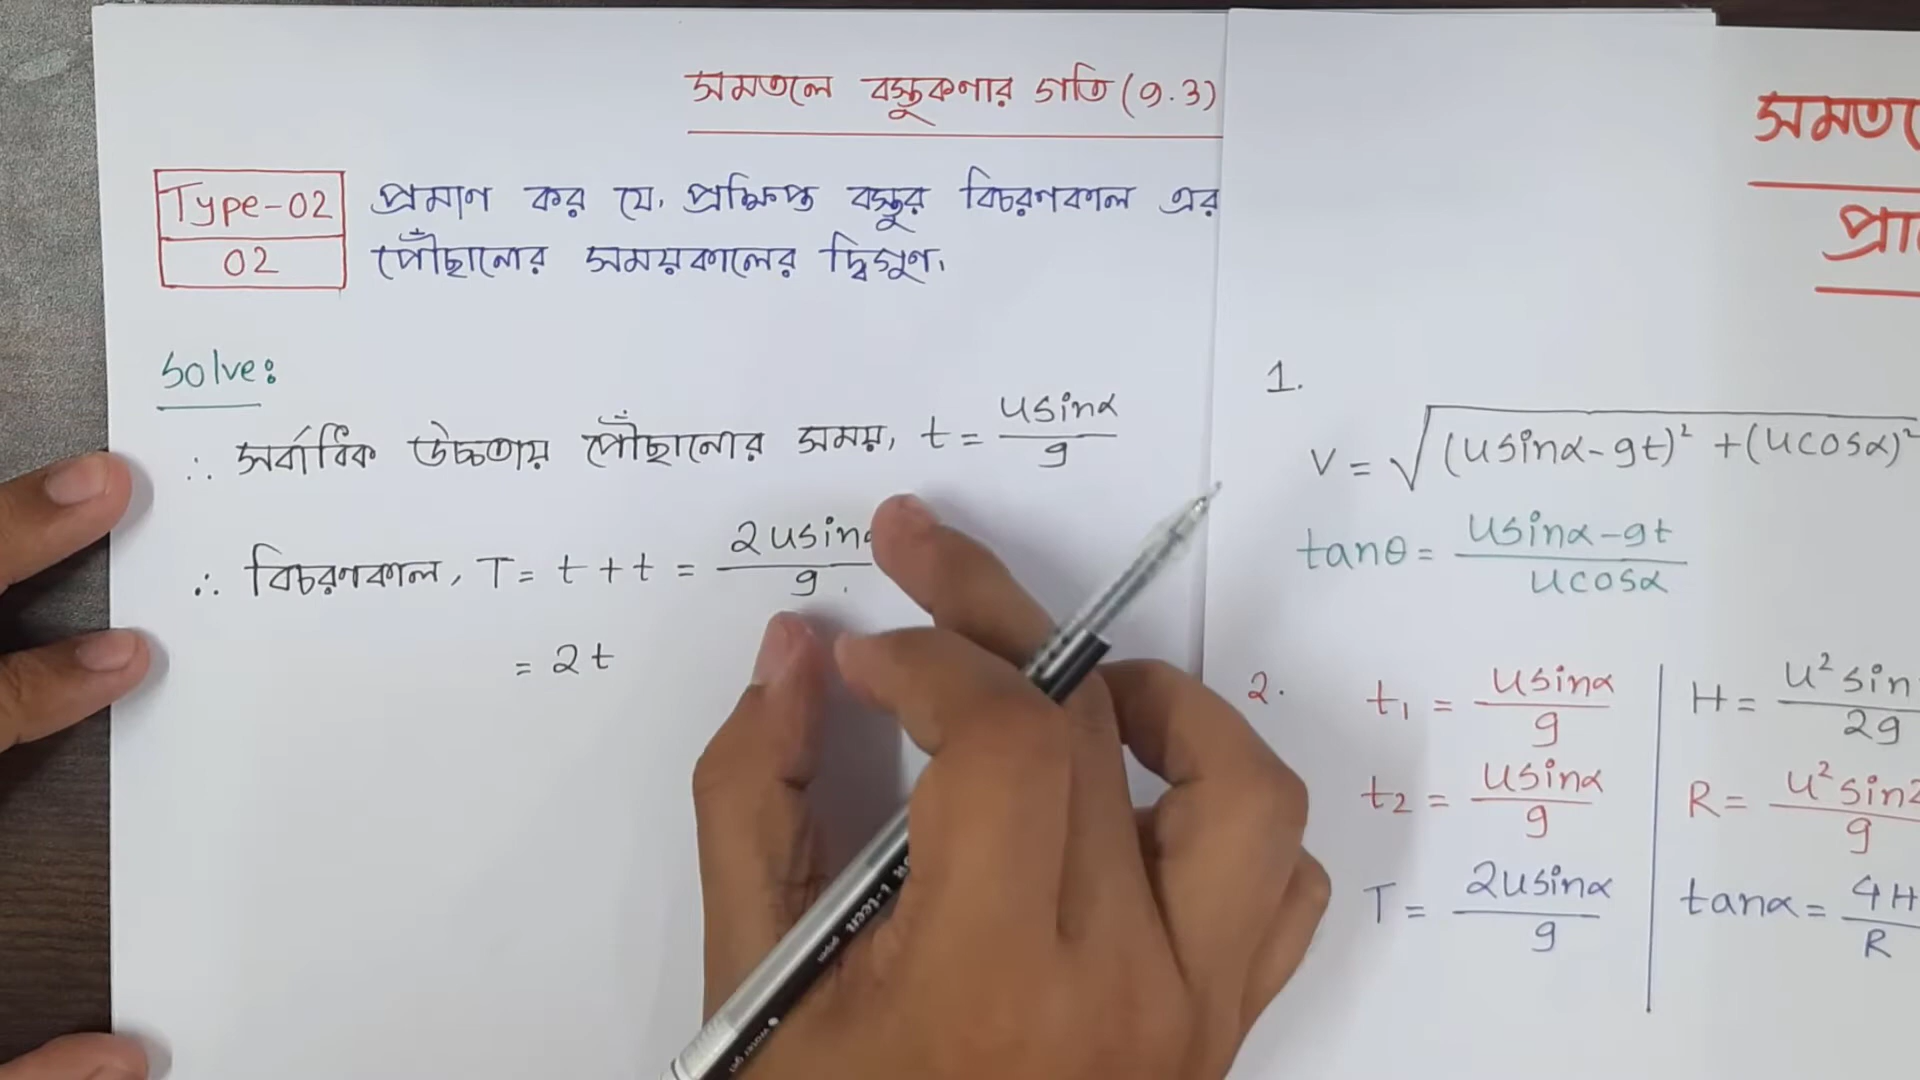 সমতলে বস্তুকণার গতি (9.3)
Type-02
02
প্রমাণ কর যে, প্রক্ষিপ্ত বস্তুর বিচরণকাল এর
পৌঁছানোর সময়কালের দ্বিগুণ।
Solve:
∴ সর্বাধিক উচ্চতায় পৌঁছানোর সময়, t = usinα/g
∴ বিচরণকাল, T = t + t = 2usinα/g
= 2t
সমত
প্রা
1.
v = √(usinα-gt)² + (ucosα)²
tanθ = usinα-gt/ucosα
2.
t₁ = usinα/g
t₂ = usinα/g
T = 2usinα/g
H = u²sin/2g
R = u²sin2/g
tanα = 4H/R